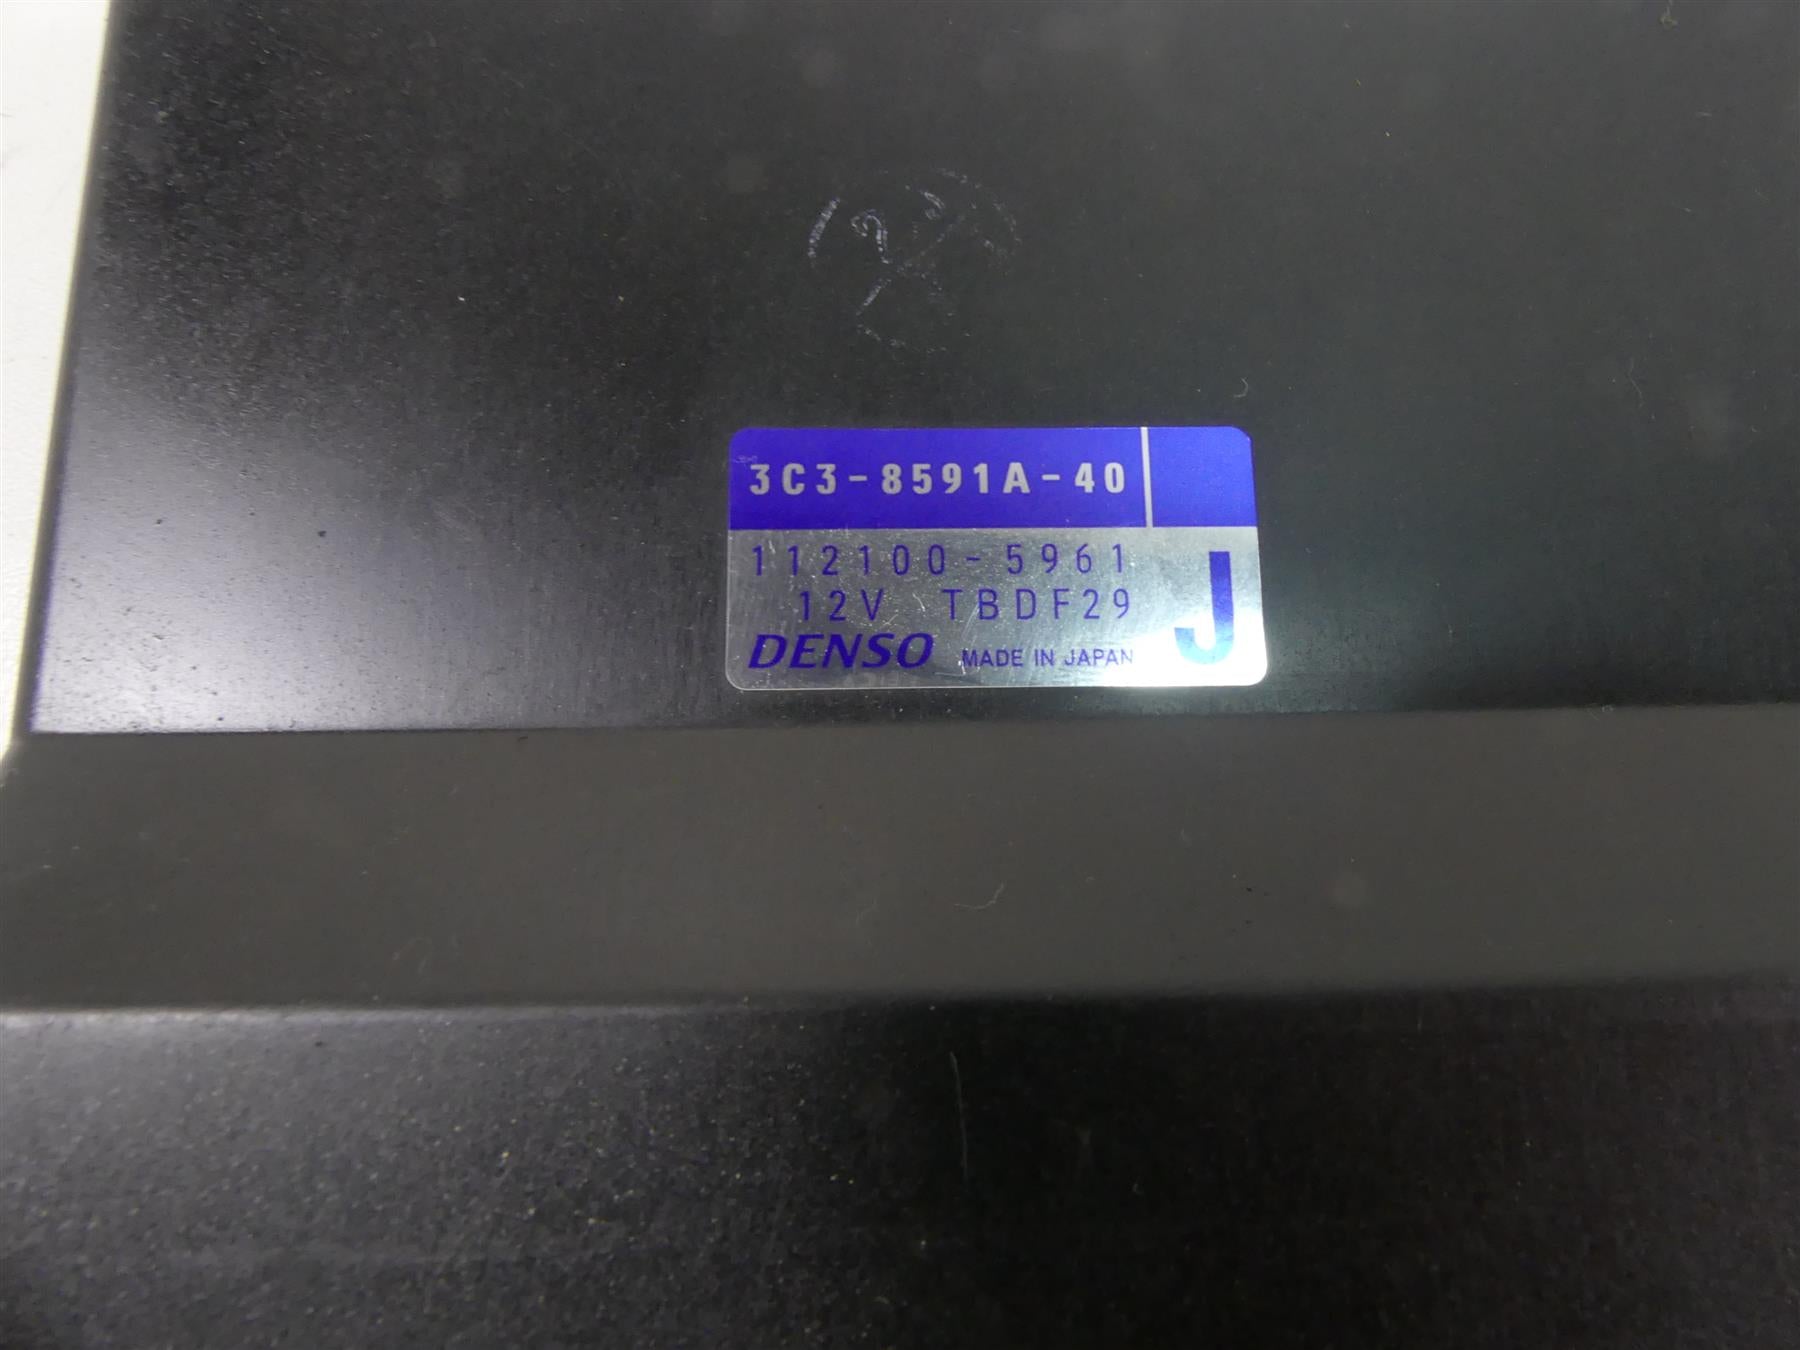 3C3-8591A-40
112100-5961
12V TBDF29
J
DENSO MADE IN JAPAN